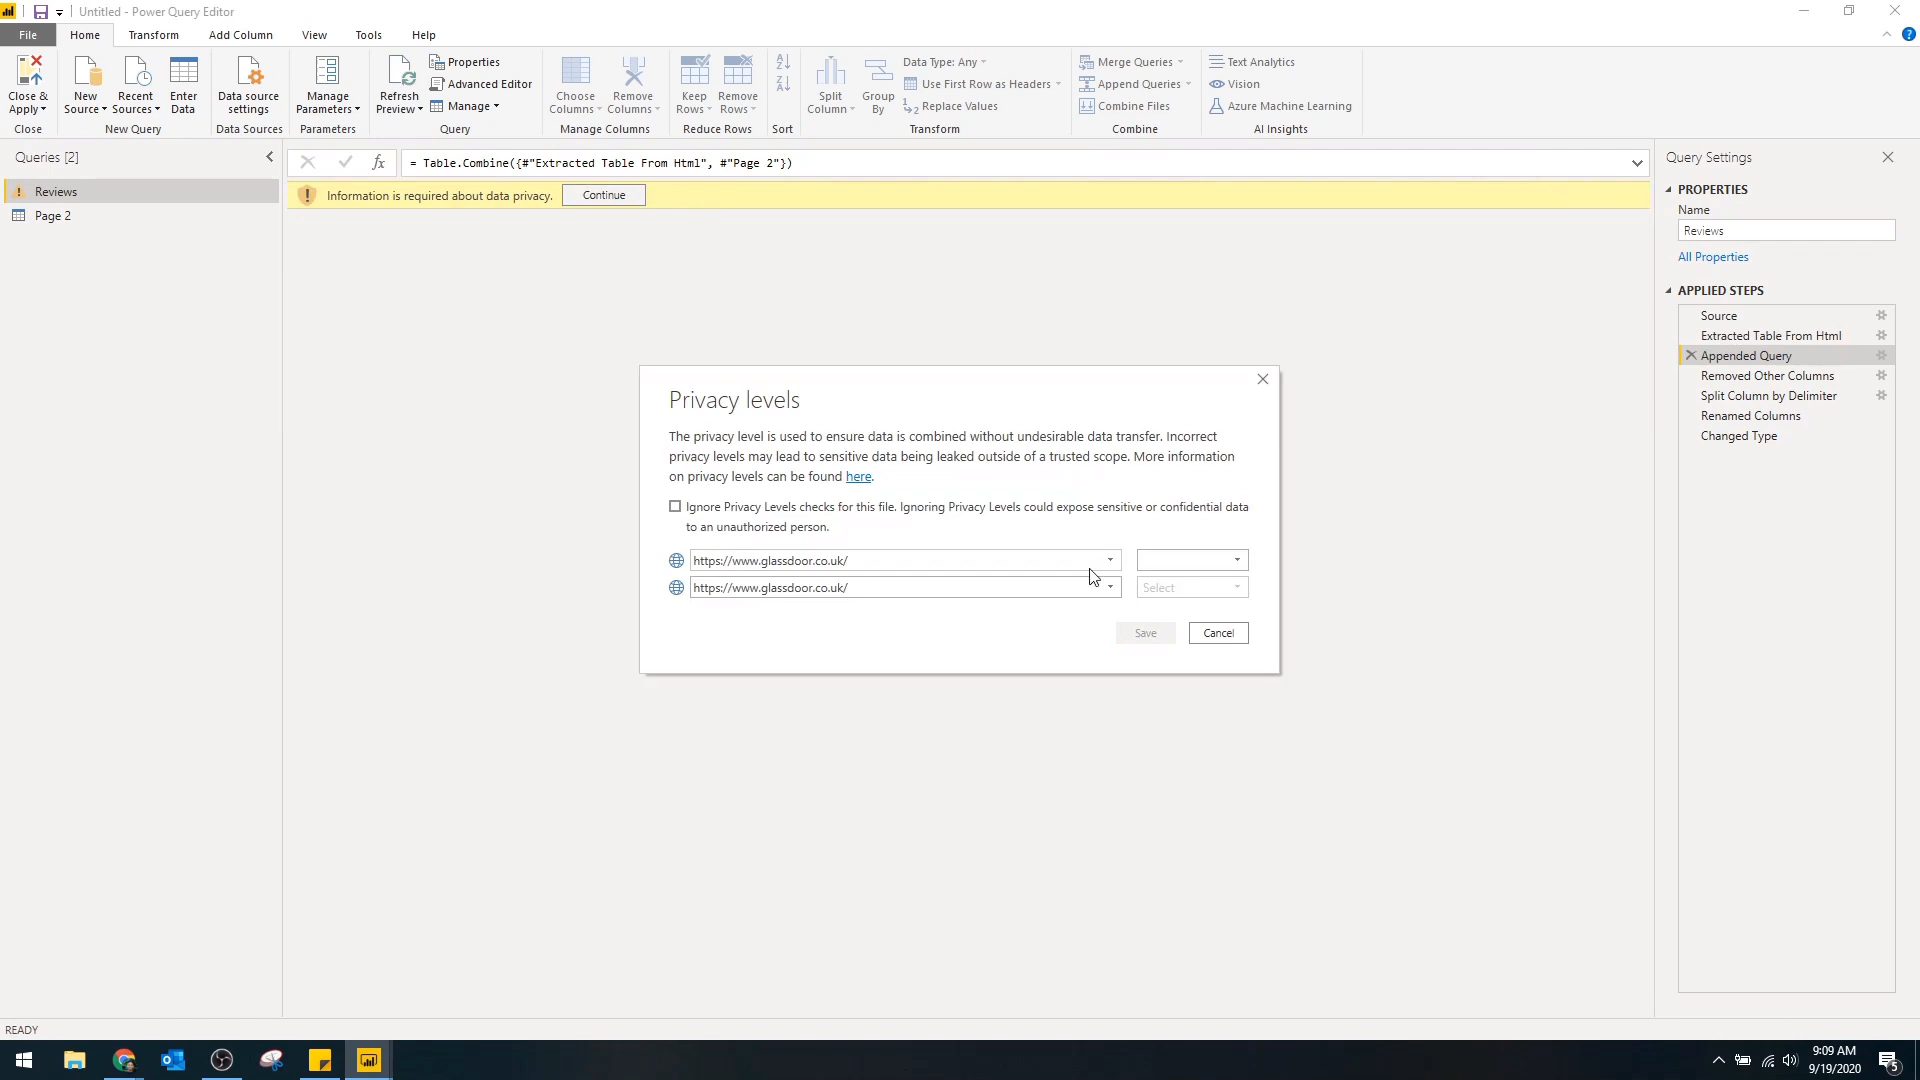 Untitled - Power Query Editor
File Home Transform Add Column View Tools Help
Close & Apply
New Source
Recent Sources
Enter Data
Data source settings
Manage Parameters
Refresh Preview
Properties
Advanced Editor
Manage
Choose Columns
Remove Columns
Keep Rows
Remove Rows
Split Column
Group By
Data Type: Any
Use First Row as Headers
Replace Values
Merge Queries
Append Queries
Combine Files
Text Analytics
Vision
Azure Machine Learning
Close New Query Data Sources Parameters Query Manage Columns Reduce Rows Sort Transform Combine AI Insights
Queries [2]
Reviews
Page 2
= Table.Combine({#"Extracted Table From Html", #"Page 2"})
Information is required about data privacy. Continue
Privacy levels
The privacy level is used to ensure data is combined without undesirable data transfer. Incorrect
privacy levels may lead to sensitive data being leaked outside of a trusted scope. More information
on privacy levels can be found here.
Ignore Privacy Levels checks for this file. Ignoring Privacy Levels could expose sensitive or confidential data
to an unauthorized person.
https://www.glassdoor.co.uk/
https://www.glassdoor.co.uk/ Select
Save Cancel
Query Settings
PROPERTIES
Name
Reviews
All Properties
APPLIED STEPS
Source
Extracted Table From Html
Appended Query
Removed Other Columns
Split Column by Delimiter
Renamed Columns
Changed Type
READY
9:09 AM
9/19/2020
5